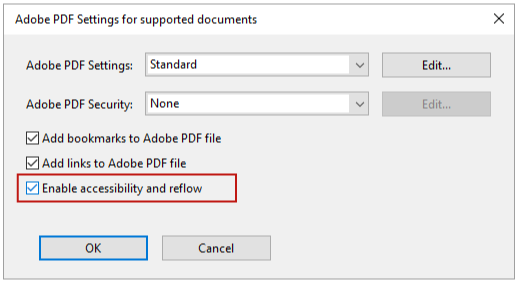 Adobe PDF Settings for supported documents
Adobe PDF Settings: Standard Edit...
Adobe PDF Security: None Edit...
Add bookmarks to Adobe PDF file
Add links to Adobe PDF file
Enable accessibility and reflow
OK Cancel